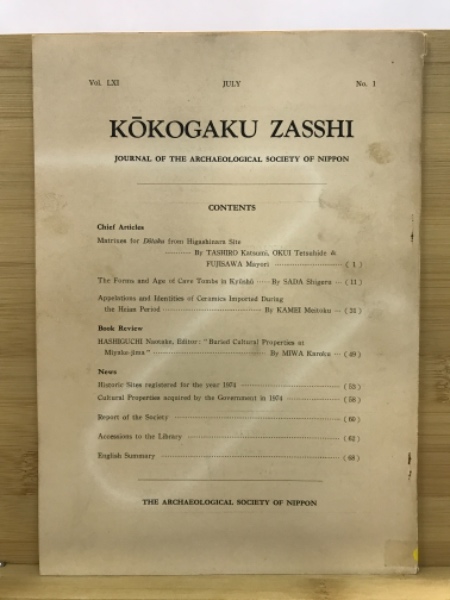 Vol. LXI JULY No. 1
KŌKOGAKU ZASSHI
JOURNAL OF THE ARCHAEOLOGICAL SOCIETY OF NIPPON
CONTENTS
Chief Articles
Matrices for Dōtaku from Higashinara Site
By TASHIRO Katsumi, OKUI Tetsuhide &
FUJISAWA Mayori ( 1 )
The Forms and Age of Cave Tombs in Kyūshū By SADA Shigeru ( 11 )
Appelations and Identities of Ceramics Imported During
the Heian Period By KAMEI Meitoku ( 31 )
Book Review
HASHIGUCHI Naotake, Editor: "Buried Cultural Properties at
Miyake-jima" By MIWA Karoku ( 49 )
News
Historic Sites registered for the year 1974 ( 53 )
Cultural Properties acquired by the Government in 1974 ( 58 )
Report of the Society ( 60 )
Accessions to the Library ( 62 )
English Summary ( 68 )
THE ARCHAEOLOGICAL SOCIETY OF NIPPON